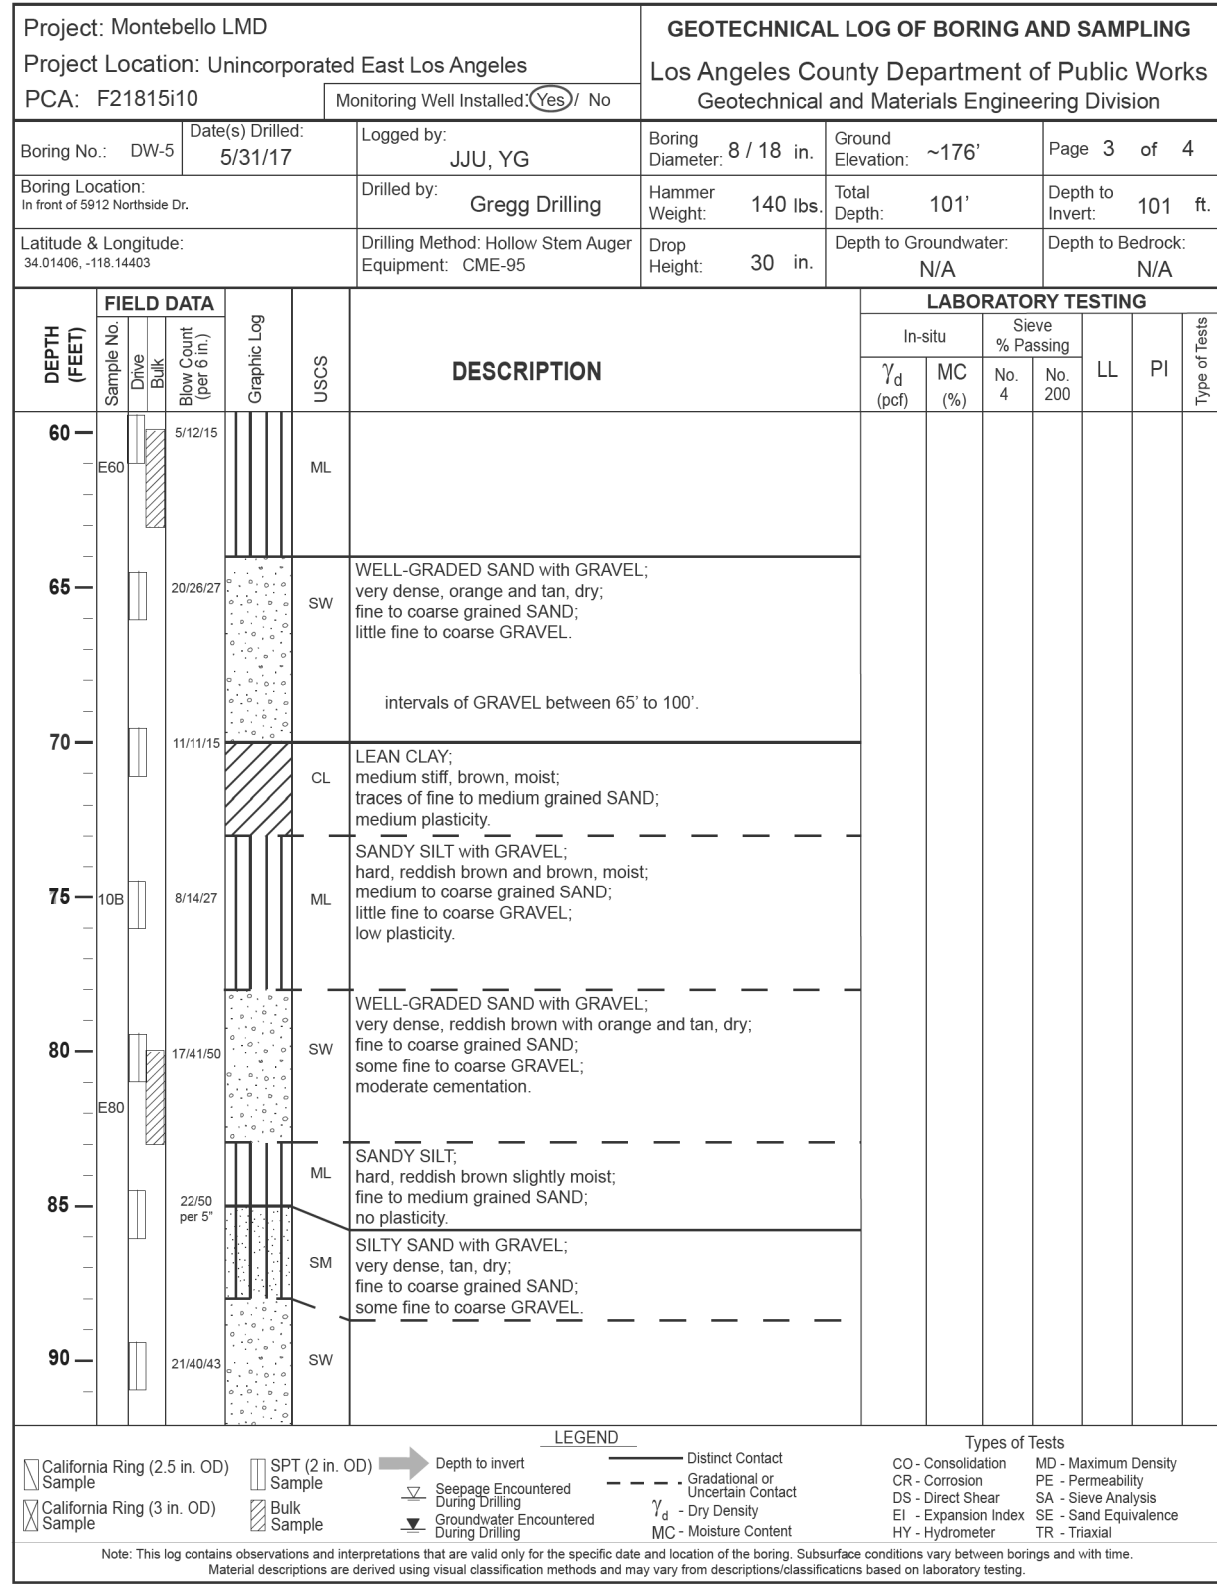 Project: Montebello LMD
Project Location: Unincorporated East Los Angeles
PCA: F21815i10
Monitoring Well Installed: Yes / No
GEOTECHNICAL LOG OF BORING AND SAMPLING
Los Angeles County Department of Public Works
Geotechnical and Materials Engineering Division
Boring No.: DW-5
Date(s) Drilled:
5/31/17
Logged by:
JJU, YG
Boring
Diameter: 8 / 18 in.
Ground
Elevation: ~176'
Page 3 of 4
Boring Location:
In front of 5912 Northside Dr.
Drilled by:
Gregg Drilling
Hammer
Weight: 140 lbs.
Total
Depth: 101'
Depth to
Invert: 101 ft.
Latitude & Longitude:
34.01406, -118.14403
Drilling Method: Hollow Stem Auger
Equipment: CME-95
Drop
Height: 30 in.
Depth to Groundwater:
N/A
Depth to Bedrock:
N/A
DEPTH
(FEET)
FIELD DATA
Sample No.
Drive
Bulk
Blow Count
(per 6 in.)
Graphic Log
USCS
DESCRIPTION
LABORATORY TESTING
In-situ
Sieve
% Passing
γd
(pcf)
MC
(%)
No.
4
No.
200
LL
PI
Type of Tests
60
5/12/15
E60
ML
65
20/26/27
SW
WELL-GRADED SAND with GRAVEL;
very dense, orange and tan, dry;
fine to coarse grained SAND;
little fine to coarse GRAVEL.
intervals of GRAVEL between 65' to 100'.
70
11/11/15
CL
LEAN CLAY;
medium stiff, brown, moist;
traces of fine to medium grained SAND;
medium plasticity.
75
10B
8/14/27
ML
SANDY SILT with GRAVEL;
hard, reddish brown and brown, moist;
medium to coarse grained SAND;
little fine to coarse GRAVEL;
low plasticity.
80
17/41/50
E80
SW
WELL-GRADED SAND with GRAVEL;
very dense, reddish brown with orange and tan, dry;
fine to coarse grained SAND;
some fine to coarse GRAVEL;
moderate cementation.
ML
SANDY SILT;
hard, reddish brown slightly moist;
fine to medium grained SAND;
no plasticity.
85
22/50
per 5"
SM
SILTY SAND with GRAVEL;
very dense, tan, dry;
fine to coarse grained SAND;
some fine to coarse GRAVEL.
90
21/40/43
SW
LEGEND
California Ring (2.5 in. OD)
Sample
California Ring (3 in. OD)
Sample
SPT (2 in. OD)
Sample
Bulk
Sample
Depth to invert
Seepage Encountered
During Drilling
Groundwater Encountered
During Drilling
Distinct Contact
Gradational or
Uncertain Contact
γd - Dry Density
MC - Moisture Content
Types of Tests
CO - Consolidation
CR - Corrosion
DS - Direct Shear
EI - Expansion Index
HY - Hydrometer
MD - Maximum Density
PE - Permeability
SA - Sieve Analysis
SE - Sand Equivalence
TR - Triaxial
Note: This log contains observations and interpretations that are valid only for the specific date and location of the boring. Subsurface conditions vary between borings and with time.
Material descriptions are derived using visual classification methods and may vary from descriptions/classifications based on laboratory testing.